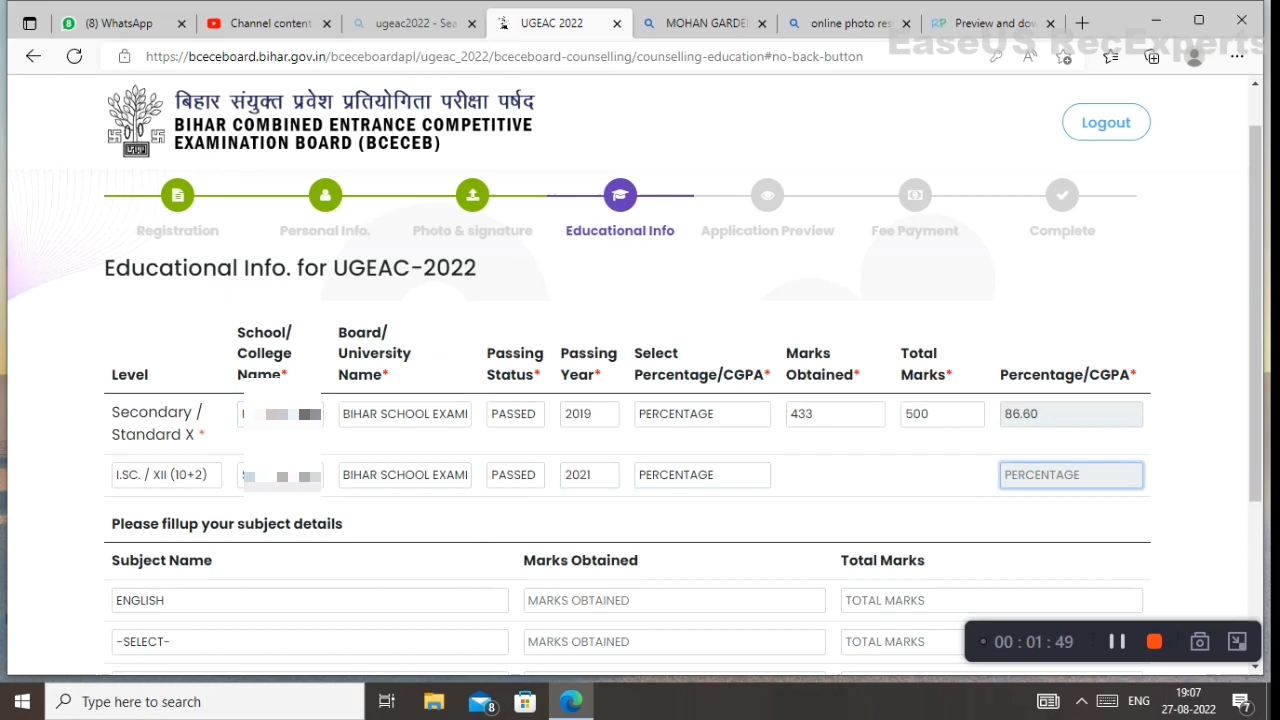 (8) WhatsApp
Channel content
ugeac2022 - Sea
UGEAC 2022
MOHAN GARDE
online photo res
Preview and dow
EaseUS RecExperts
https://bceceboard.bihar.gov.in/bceceboardapl/ugeac_2022/bceceboard-counselling/counselling-education#no-back-button
बिहार संयुक्त प्रवेश प्रतियोगिता परीक्षा पर्षद
BIHAR COMBINED ENTRANCE COMPETITIVE
EXAMINATION BOARD (BCECEB)
Logout
Registration
Personal Info.
Photo & signature
Educational Info
Application Preview
Fee Payment
Complete
Educational Info. for UGEAC-2022
Level
School/
College
Name*
Board/
University
Name*
Passing
Status*
Passing
Year*
Select
Percentage/CGPA*
Marks
Obtained*
Total
Marks*
Percentage/CGPA*
Secondary /
Standard X *
BIHAR SCHOOL EXAMI
PASSED
2019
PERCENTAGE
433
500
86.60
I.SC. / XII (10+2)
BIHAR SCHOOL EXAMI
PASSED
2021
PERCENTAGE
PERCENTAGE
Please fillup your subject details
Subject Name
Marks Obtained
Total Marks
ENGLISH
MARKS OBTAINED
TOTAL MARKS
-SELECT-
MARKS OBTAINED
TOTAL MARKS
00:01:49
Type here to search
8
ENG
19:07
27-08-2022
7